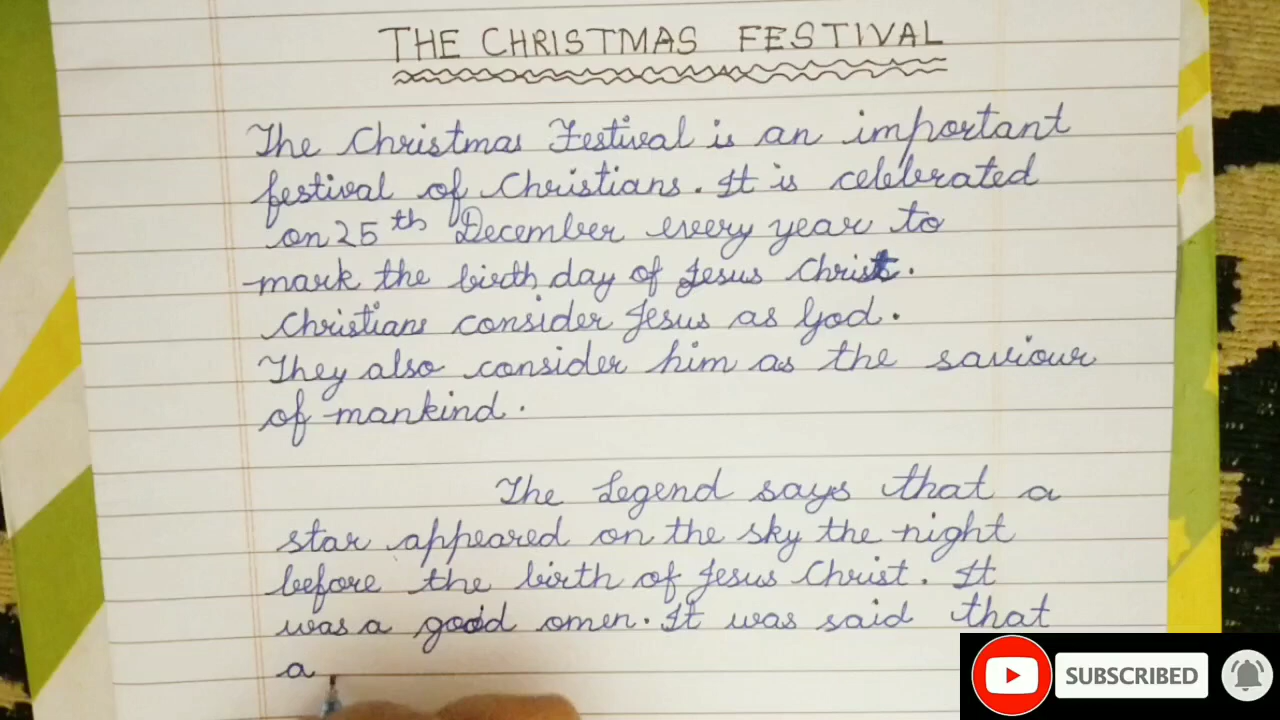 THE CHRISTMAS FESTIVAL
The Christmas Festival is an important
festival of Christians. It is celebrated
on 25th December every year to
mark the birth day of Jesus Christ.
Christians consider Jesus as God.
They also consider him as the saviour
of mankind.
The Legend says that a
star appeared on the sky the night
before the birth of Jesus Christ. It
was a good omen. It was said that
a
SUBSCRIBED